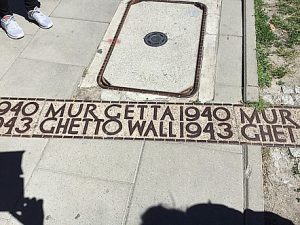 1940 MUR GETTA 1940 MUR
1943 GHETTO WALL 1943 GHET